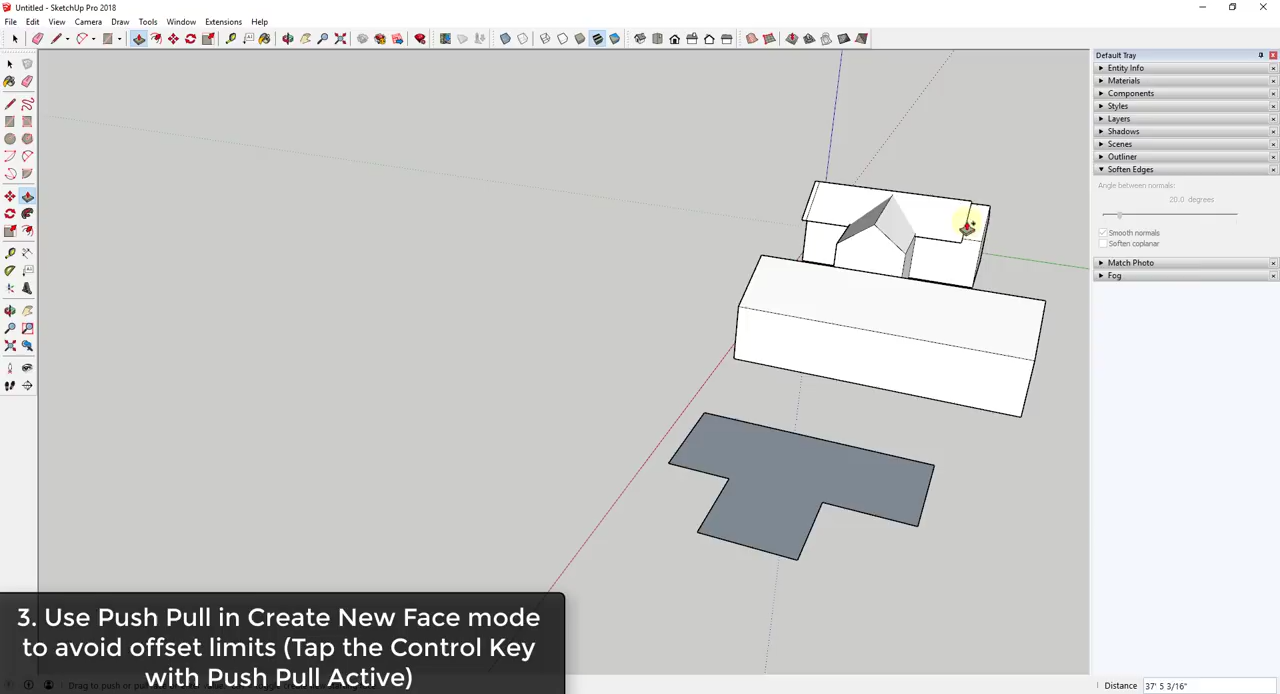 Untitled - SketchUp Pro 2018
File Edit View Camera Draw Tools Window Extensions Help
Default Tray
Entity Info
Materials
Components
Styles
Layers
Shadows
Scenes
Outliner
Soften Edges
Angle between normals:
20.0 degrees
Smooth normals
Soften coplanar
Match Photo
Fog
3. Use Push Pull in Create New Face mode
to avoid offset limits (Tap the Control Key
with Push Pull Active)
Distance 37' 5 3/16"